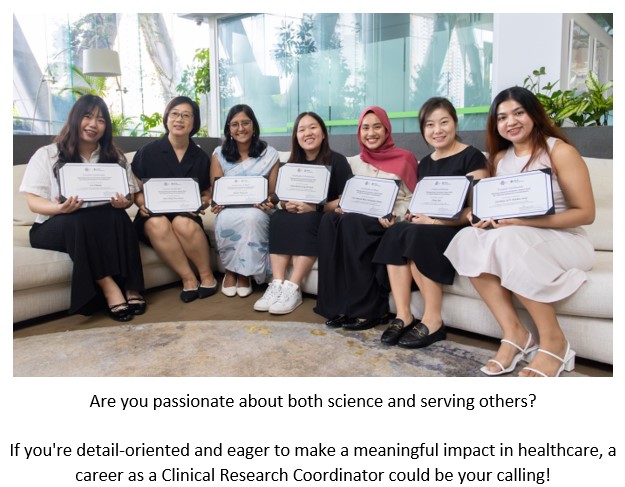 Are you passionate about both science and serving others?
If you're detail-oriented and eager to make a meaningful impact in healthcare, a
career as a Clinical Research Coordinator could be your calling!